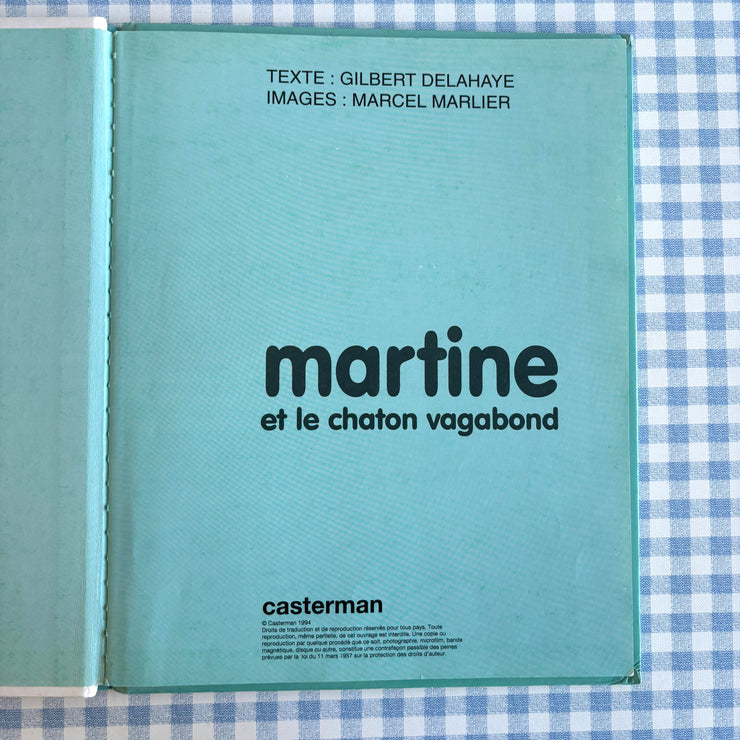 TEXTE : GILBERT DELAHAYE
IMAGES : MARCEL MARLIER
martine
et le chaton vagabond
casterman
© Casterman 1994
Droits de traduction et de reproduction réservés pour tous pays. Toute
reproduction, même partielle, de cet ouvrage est interdite. Une copie ou
reproduction par quelque procédé que ce soit, photographie, microfilm, bande
magnétique, disque ou autre, constitue une contrefaçon passible des peines
prévues par la loi du 11 mars 1957 sur la protection des droits d'auteur.